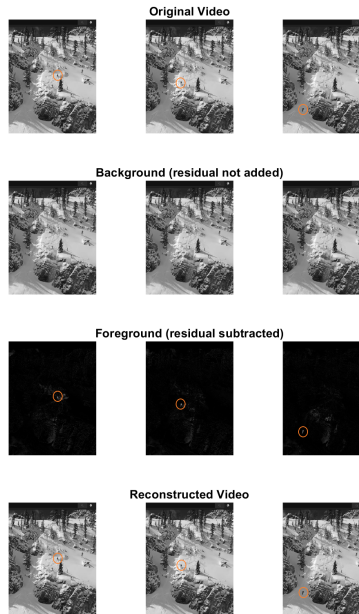 Original Video
Background (residual not added)
Foreground (residual subtracted)
Reconstructed Video